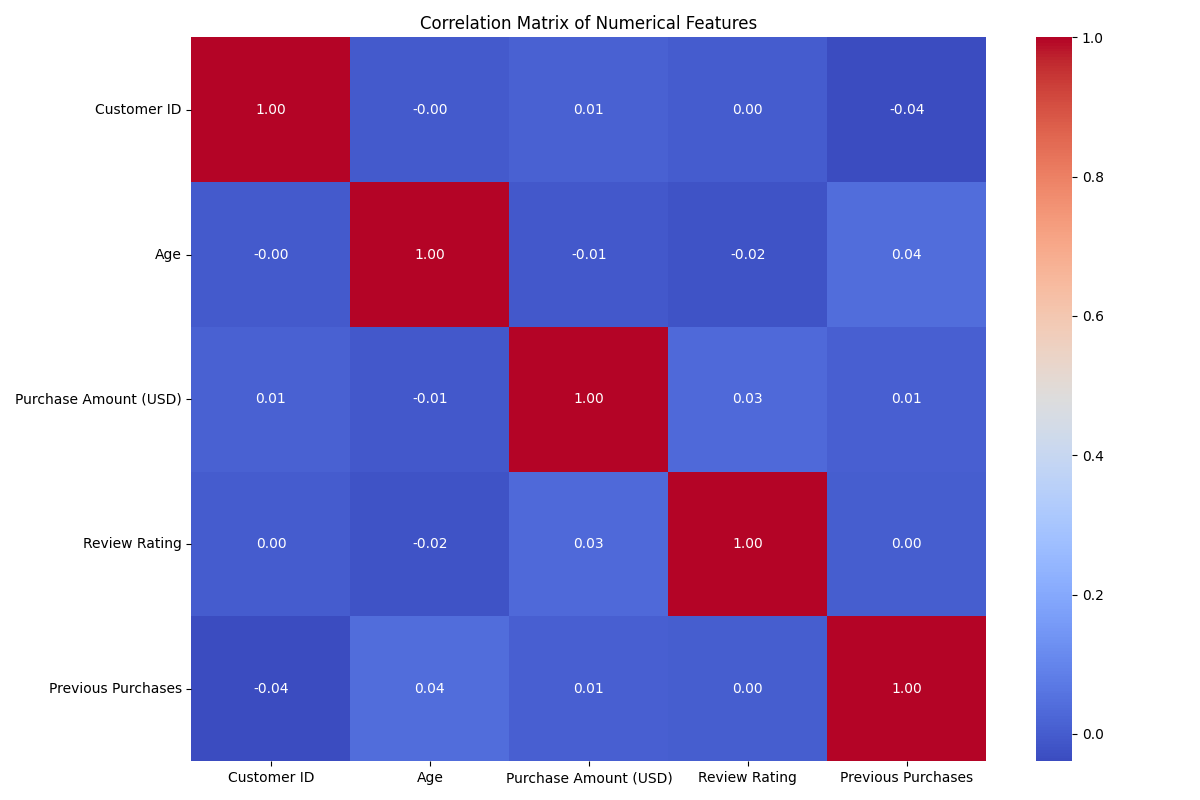 Correlation Matrix of Numerical Features
Customer ID
1.00 -0.00 0.01 0.00 -0.04
Age
-0.00 1.00 -0.01 -0.02 0.04
Purchase Amount (USD)
0.01 -0.01 1.00 0.03 0.01
Review Rating
0.00 -0.02 0.03 1.00 0.00
Previous Purchases
-0.04 0.04 0.01 0.00 1.00
Customer ID Age Purchase Amount (USD) Review Rating Previous Purchases
1.0
0.8
0.6
0.4
0.2
0.0